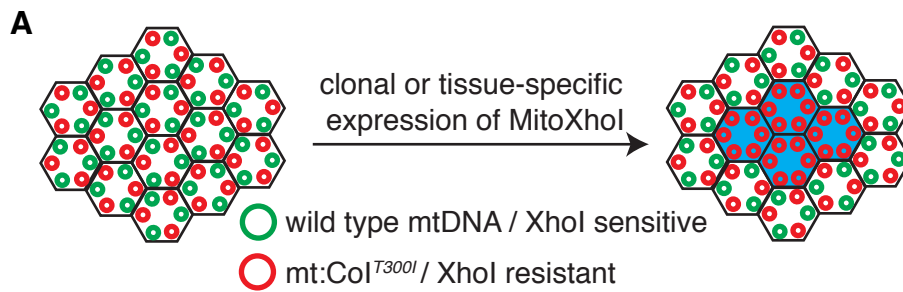 A
clonal or tissue-specific
expression of MitoXhoI
wild type mtDNA / XhoI sensitive
mt:CoI^T300I / XhoI resistant